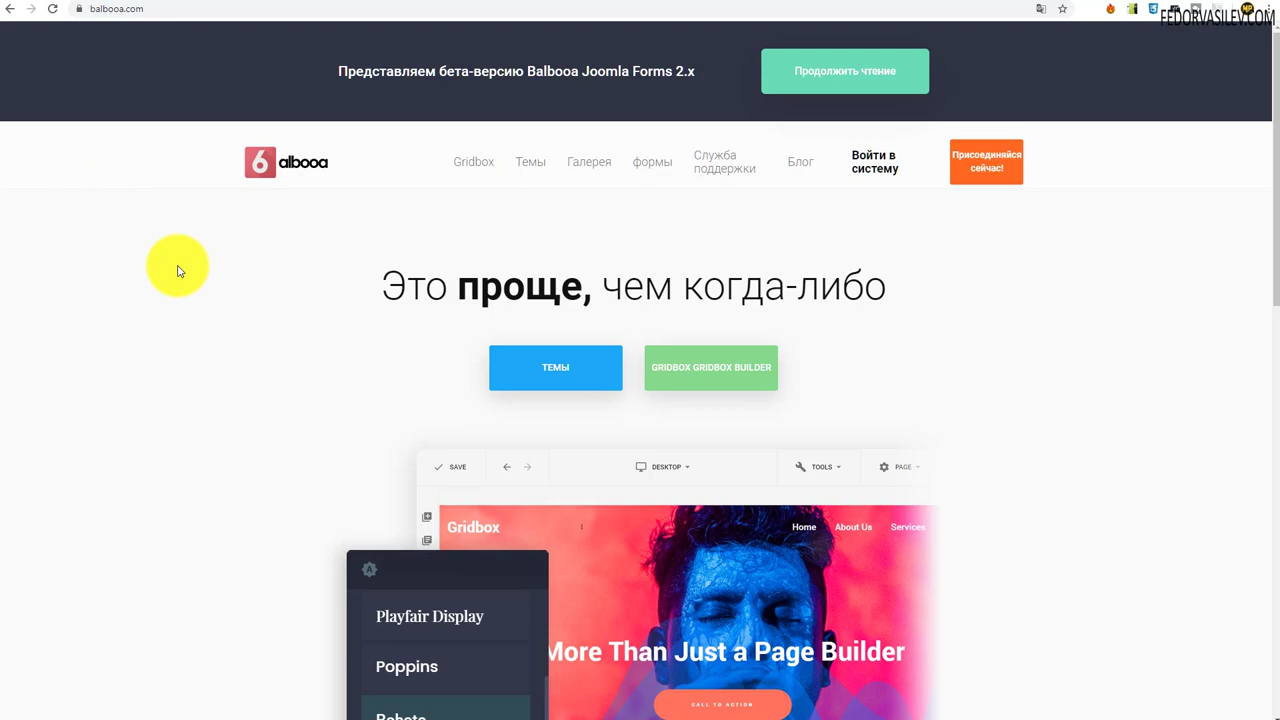 balbooa.com
FEDORVASILEV.COM
Представляем бета-версию Balbooa Joomla Forms 2.x
Продолжить чтение
6 albooa
Gridbox
Темы
Галерея
формы
Служба
поддержки
Блог
Войти в
систему
Присоединяйся
сейчас!
Это проще, чем когда-либо
ТЕМЫ
GRIDBOX GRIDBOX BUILDER
SAVE
DESKTOP
TOOLS
PAGE
Gridbox
Home
About Us
Services
Playfair Display
Poppins
More Than Just a Page Builder
CALL TO ACTION